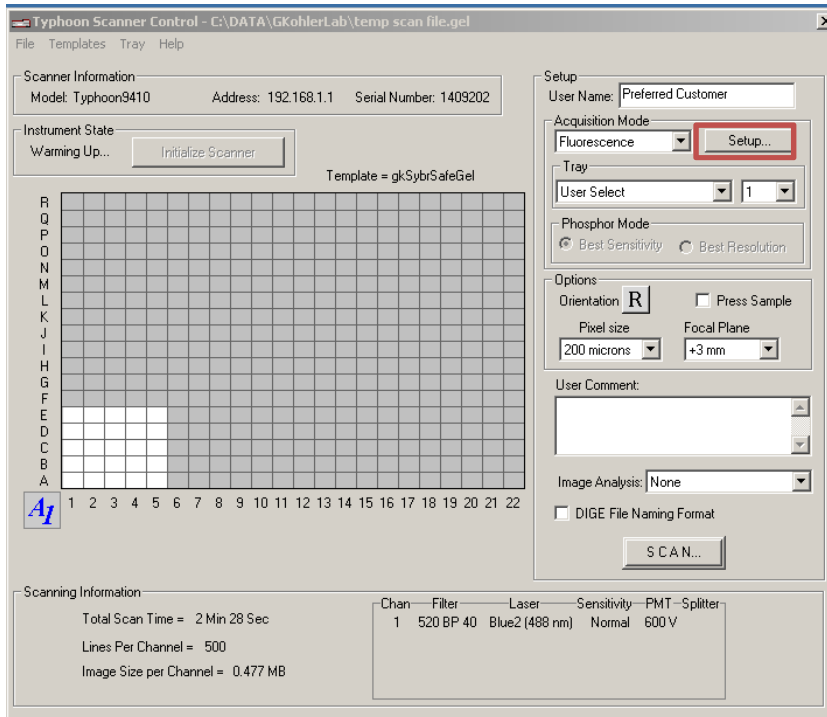 Typhoon Scanner Control - C:\DATA\GKohlerLab\temp scan file.gel
File Templates Tray Help
Scanner Information
Model: Typhoon9410 Address: 192.168.1.1 Serial Number: 1409202
Instrument State
Warming Up... Initialize Scanner
Template = gkSybrSafeGel
R
Q
P
O
N
M
L
K
J
I
H
G
F
E
D
C
B
A
A1 1 2 3 4 5 6 7 8 9 10 11 12 13 14 15 16 17 18 19 20 21 22
Setup
User Name: Preferred Customer
Acquisition Mode
Fluorescence Setup...
Tray
User Select 1
Phosphor Mode
Best Sensitivity Best Resolution
Options
Orientation R Press Sample
Pixel size Focal Plane
200 microns +3 mm
User Comment:
Image Analysis: None
DIGE File Naming Format
S C A N...
Scanning Information
Total Scan Time = 2 Min 28 Sec
Lines Per Channel = 500
Image Size per Channel = 0.477 MB
Chan Filter Laser Sensitivity PMT Splitter
1 520 BP 40 Blue2 (488 nm) Normal 600 V